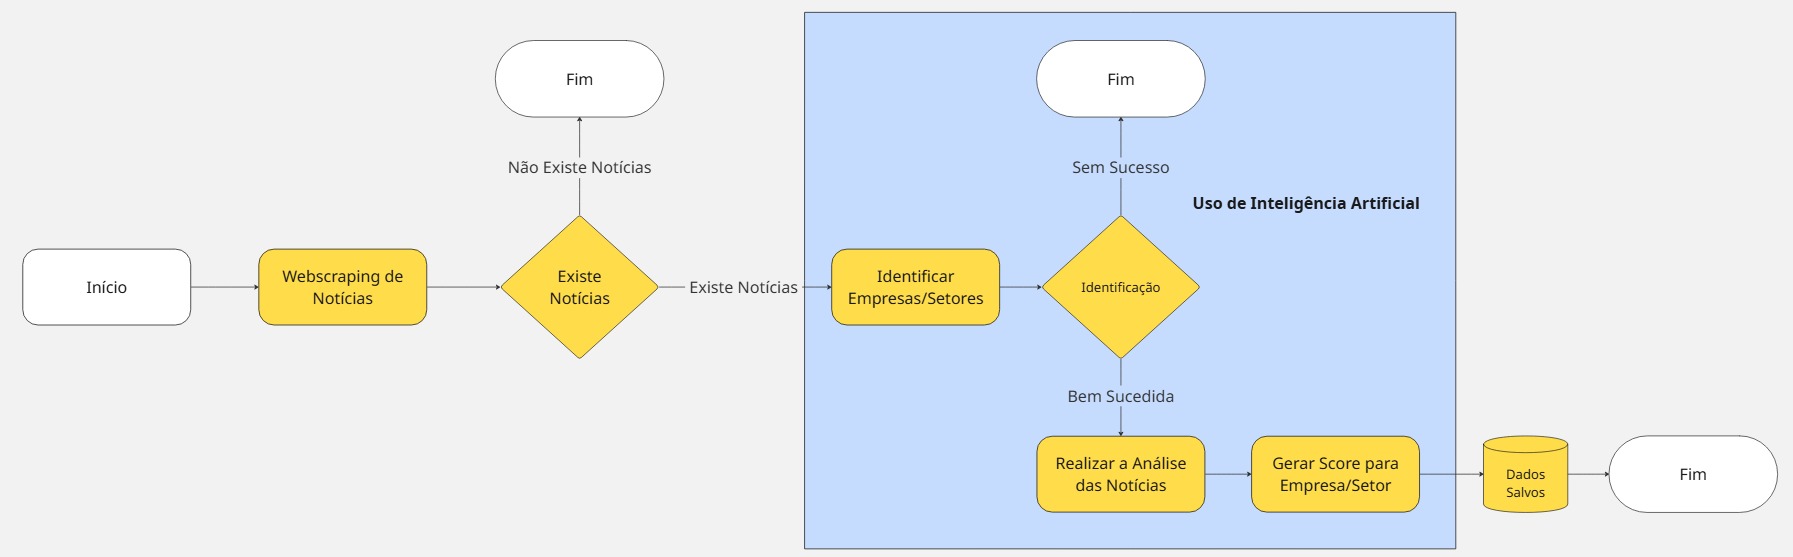 Fim
Fim
Não Existe Notícias
Sem Sucesso
Uso de Inteligência Artificial
Início
Webscraping de
Notícias
Existe
Notícias
Existe Notícias
Identificar
Empresas/Setores
Identificação
Bem Sucedida
Realizar a Análise
das Notícias
Gerar Score para
Empresa/Setor
Dados
Salvos
Fim